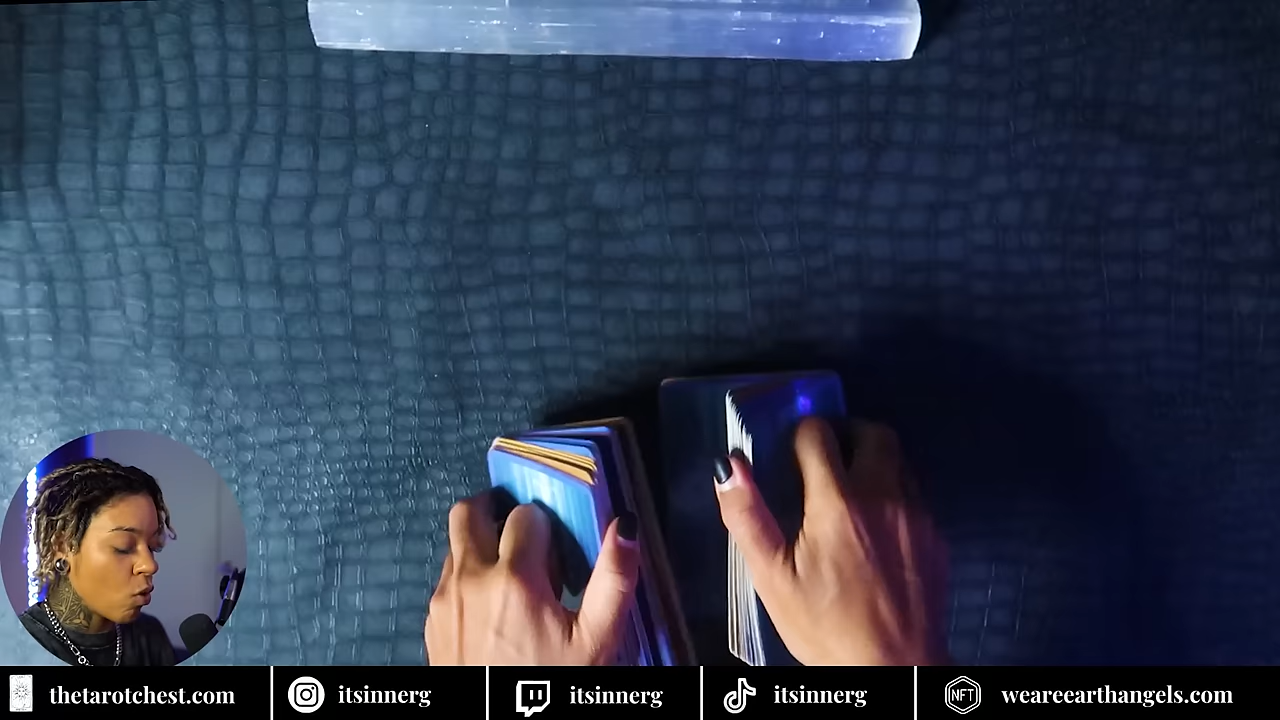 thetarotchest.com
itsinnerg
itsinnerg
itsinnerg
NFT
weareearthangels.com